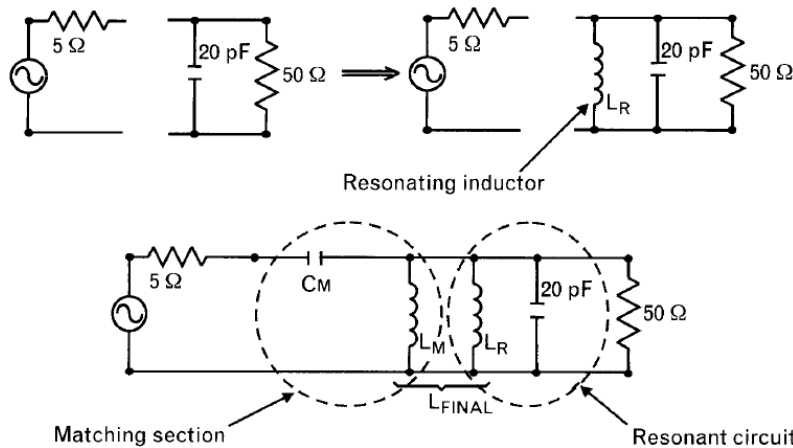 5 Ω
20 pF
50 Ω
5 Ω
L_R
20 pF
50 Ω
Resonating inductor
5 Ω
C_M
L_M
L_R
20 pF
50 Ω
L_FINAL
Matching section
Resonant circuit